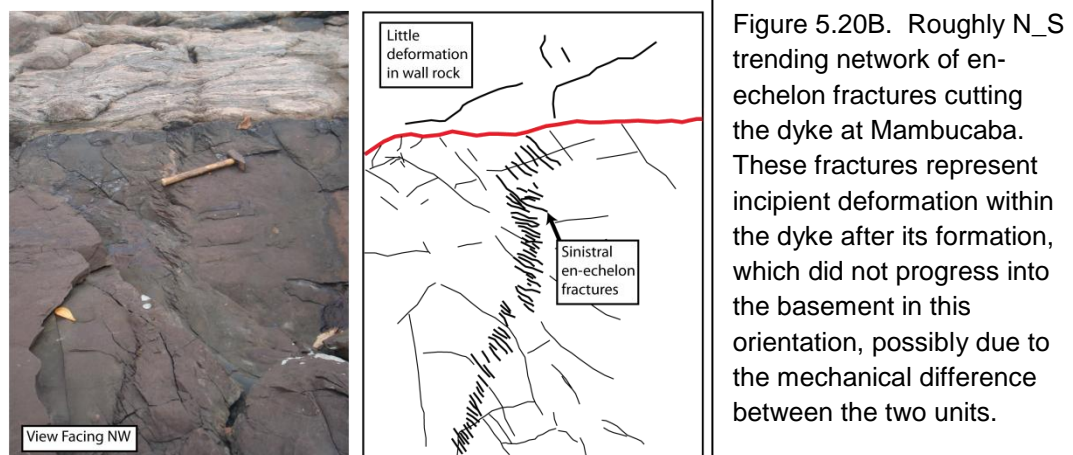 View Facing NW
Little
deformation
in wall rock
Sinistral
en-echelon
fractures
Figure 5.20B.  Roughly N_S
trending network of en-
echelon fractures cutting
the dyke at Mambucaba.
These fractures represent
incipient deformation within
the dyke after its formation,
which did not progress into
the basement in this
orientation, possibly due to
the mechanical difference
between the two units.